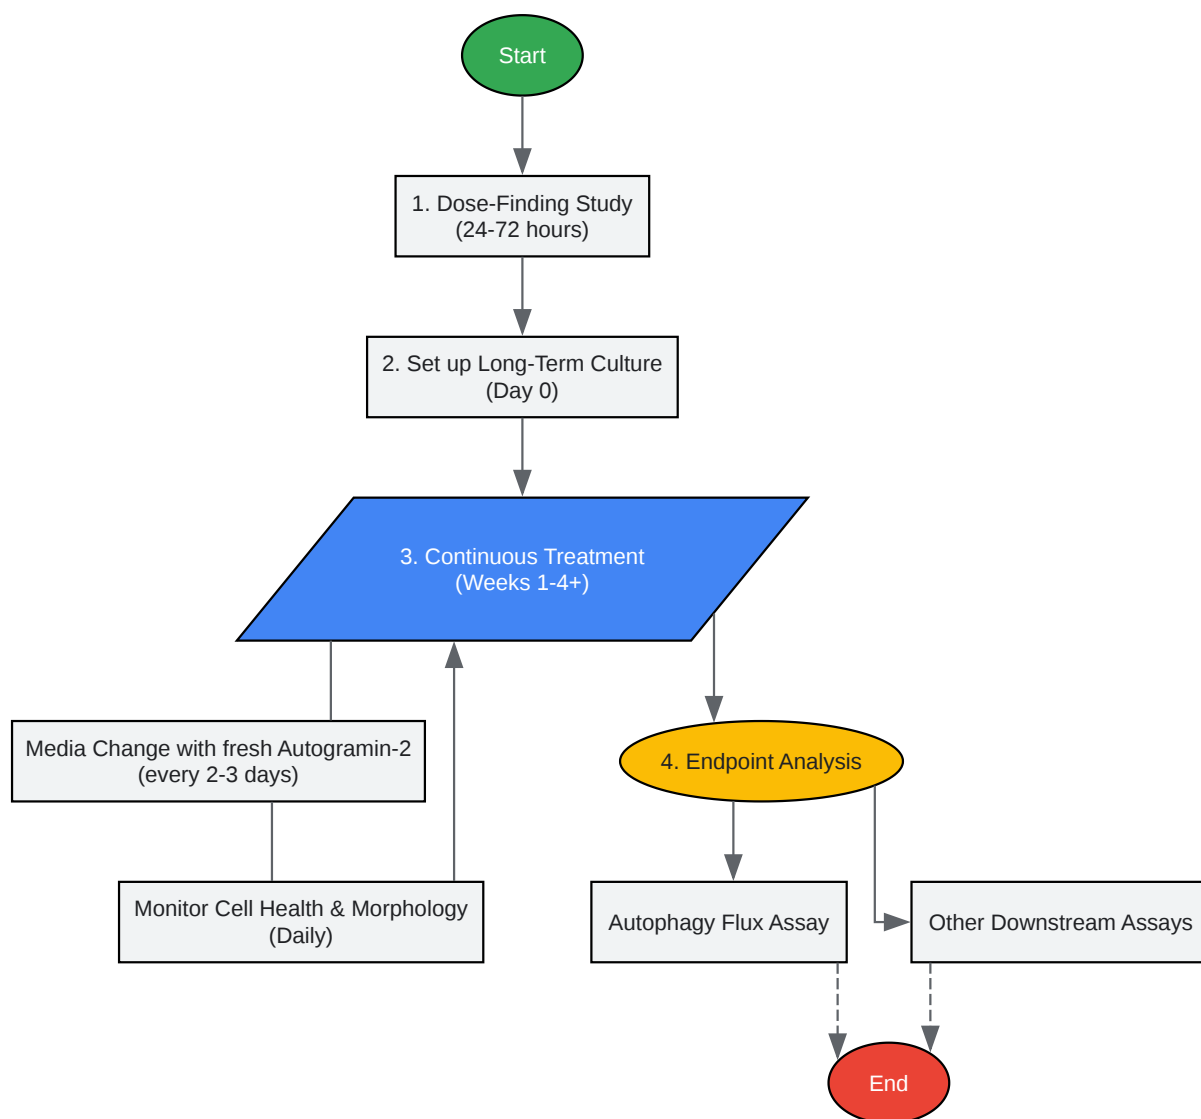 Start
1. Dose-Finding Study
(24-72 hours)
2. Set up Long-Term Culture
(Day 0)
3. Continuous Treatment
(Weeks 1-4+)
Media Change with fresh Autogramin-2
(every 2-3 days)
4. Endpoint Analysis
Monitor Cell Health & Morphology
(Daily)
Autophagy Flux Assay
Other Downstream Assays
End